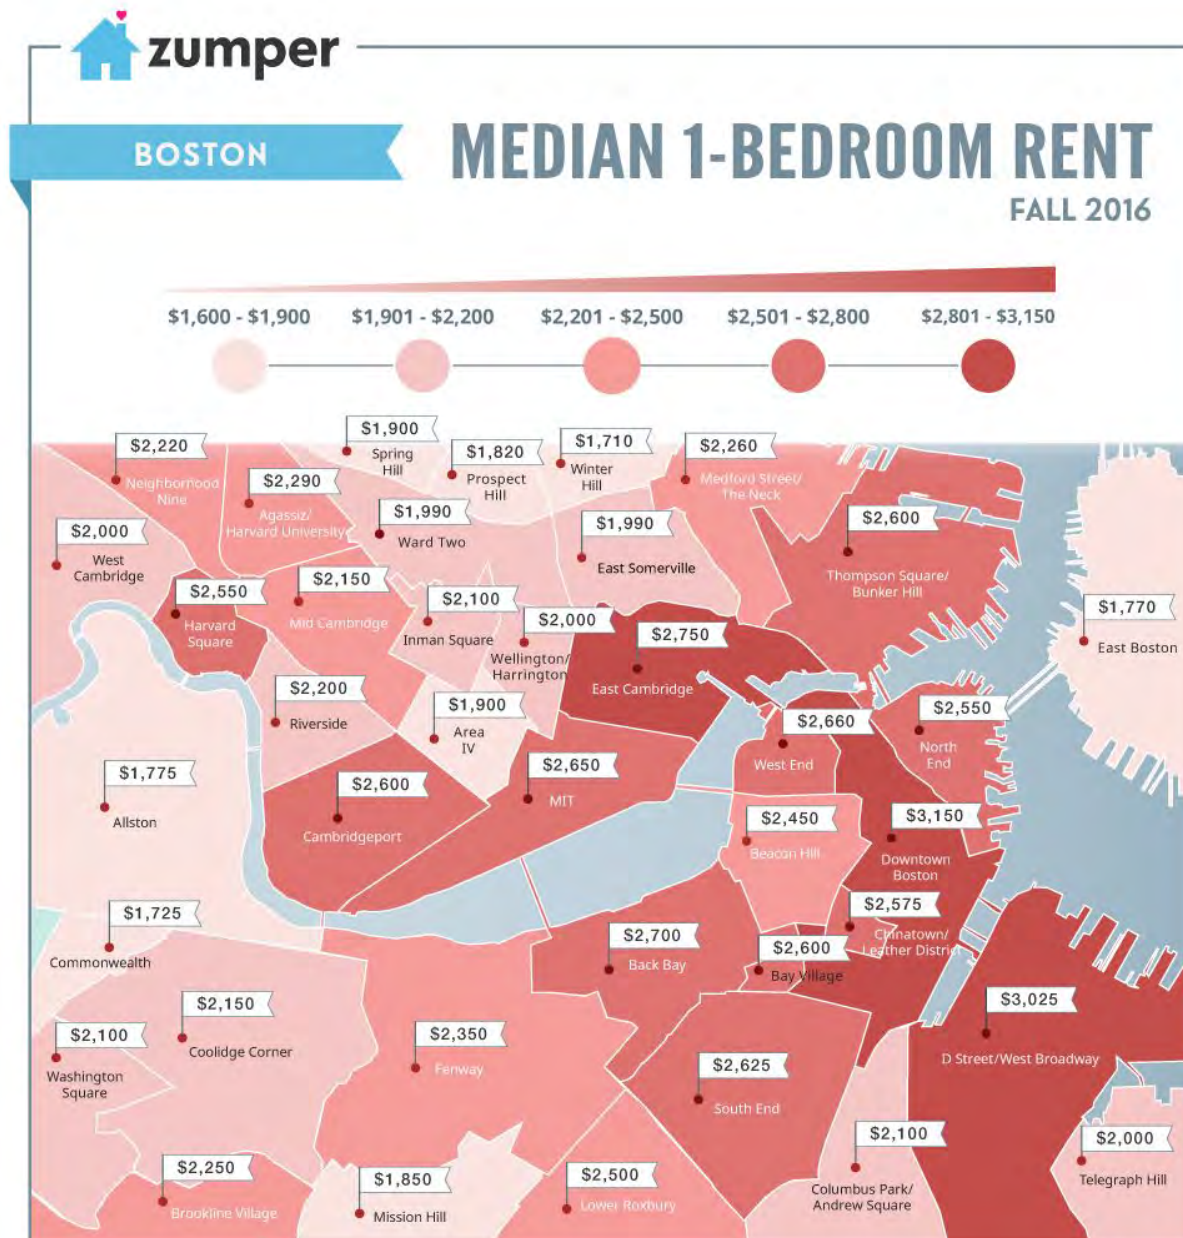 zumper
BOSTON
MEDIAN 1-BEDROOM RENT
FALL 2016
$1,600 - $1,900
$1,901 - $2,200
$2,201 - $2,500
$2,501 - $2,800
$2,801 - $3,150
$2,220
Neighborhood
Nine
$1,900
Spring
Hill
$1,820
Prospect
Hill
$1,710
Winter
Hill
$2,260
Medford Street/
The Neck
$2,290
Agassiz/
Harvard University
$2,000
West
Cambridge
$1,990
Ward Two
$1,990
East Somerville
$2,600
Thompson Square/
Bunker Hill
$2,550
Harvard
Square
$2,150
Mid Cambridge
$2,100
Inman Square
$2,000
Wellington/
Harrington
$2,750
East Cambridge
$1,770
East Boston
$2,200
Riverside
$1,900
Area
IV
$2,660
West End
$2,550
North
End
$1,775
Allston
$2,600
Cambridgeport
$2,650
MIT
$2,450
Beacon Hill
$3,150
Downtown
Boston
$1,725
Commonwealth
$2,700
Back Bay
$2,600
Bay Village
$2,575
Chinatown/
Leather District
$2,150
Coolidge Corner
$2,100
Washington
Square
$2,350
Fenway
$2,625
South End
$3,025
D Street/West Broadway
$2,250
Brookline Village
$1,850
Mission Hill
$2,500
Lower Roxbury
$2,100
Columbus Park/
Andrew Square
$2,000
Telegraph Hill